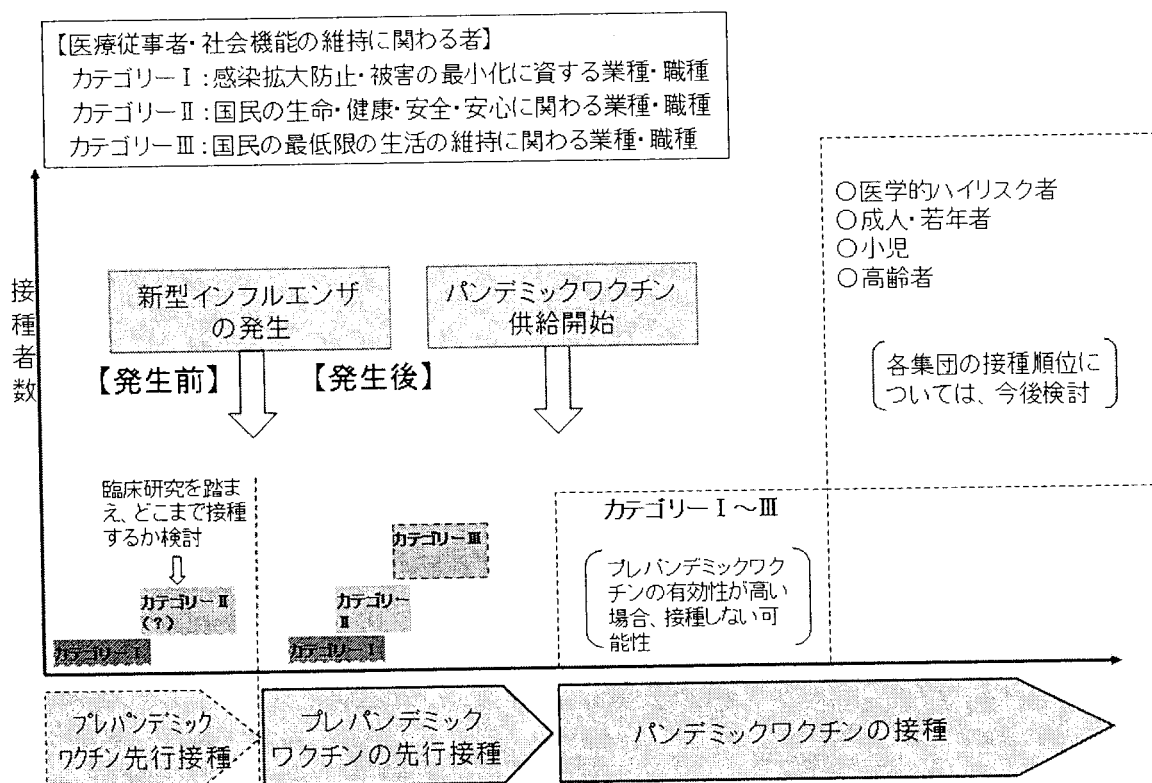 【医療従事者・社会機能の維持に関わる者】
カテゴリーⅠ:感染拡大防止・被害の最小化に資する業種・職種
カテゴリーⅡ:国民の生命・健康・安全・安心に関わる業種・職種
カテゴリーⅢ:国民の最低限の生活の維持に関わる業種・職種
○医学的ハイリスク者
○成人・若年者
○小児
○高齢者
各集団の接種順位に
ついては、今後検討
接種者数
新型インフルエンザ
の発生
パンデミックワクチン
供給開始
【発生前】
【発生後】
臨床研究を踏ま
え、どこまで接種
するか検討
カテゴリーⅡ
(?)
カテゴリーⅠ
カテゴリーⅢ
カテゴリー
Ⅱ
カテゴリーⅠ
カテゴリーⅠ~Ⅲ
プレパンデミックワク
チンの有効性が高い
場合、接種しない可
能性
プレパンデミック
ワクチン先行接種
プレパンデミック
ワクチンの先行接種
パンデミックワクチンの接種